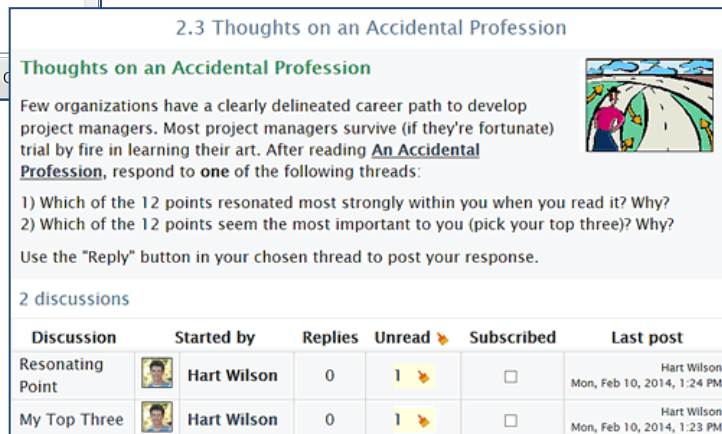 2.3 Thoughts on an Accidental Profession
Thoughts on an Accidental Profession
Few organizations have a clearly delineated career path to develop
project managers. Most project managers survive (if they're fortunate)
trial by fire in learning their art. After reading An Accidental
Profession, respond to one of the following threads:
1) Which of the 12 points resonated most strongly within you when you read it? Why?
2) Which of the 12 points seem the most important to you (pick your top three)? Why?
Use the "Reply" button in your chosen thread to post your response.
2 discussions
Discussion Started by Replies Unread Subscribed Last post
Resonating Point Hart Wilson 0 1 Hart Wilson
Mon, Feb 10, 2014, 1:24 PM
My Top Three Hart Wilson 0 1 Hart Wilson
Mon, Feb 10, 2014, 1:23 PM